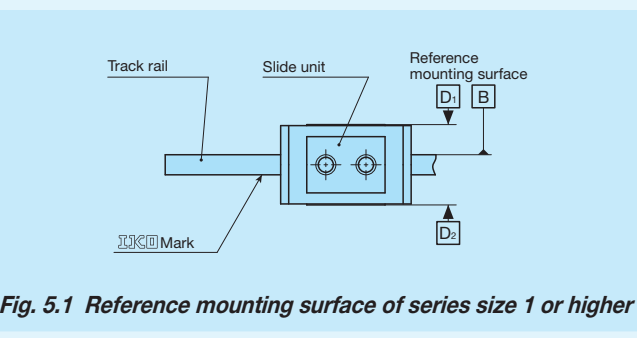 Track rail
Slide unit
Reference
mounting surface
D₁
B
IKO Mark
D₂
Fig. 5.1 Reference mounting surface of series size 1 or higher